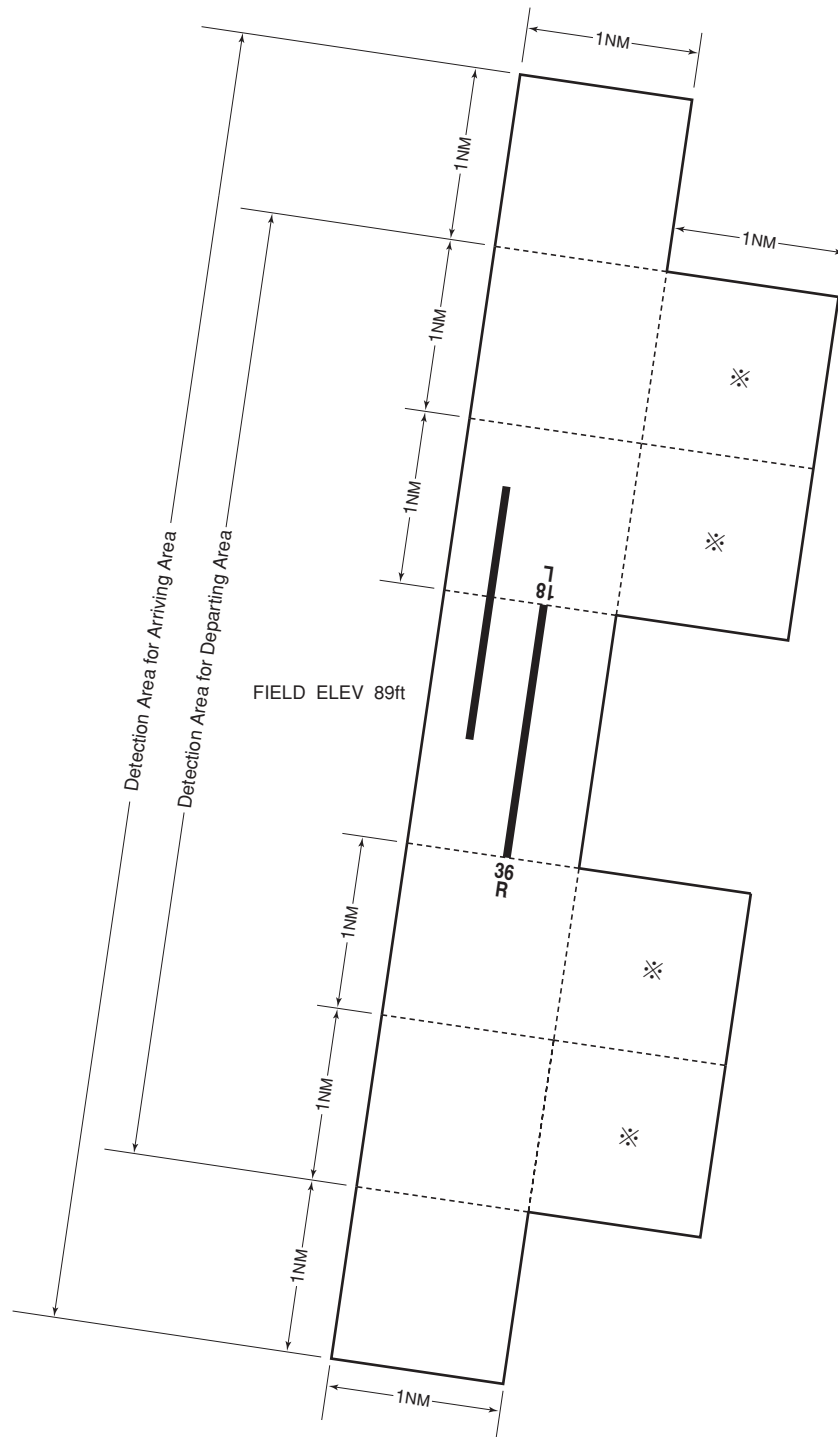 1NM
1NM
1NM
1NM
1NM
※
※
Detection Area for Arriving Area
Detection Area for Departing Area
18
L
FIELD ELEV 89ft
36
R
1NM
※
1NM
※
1NM
1NM